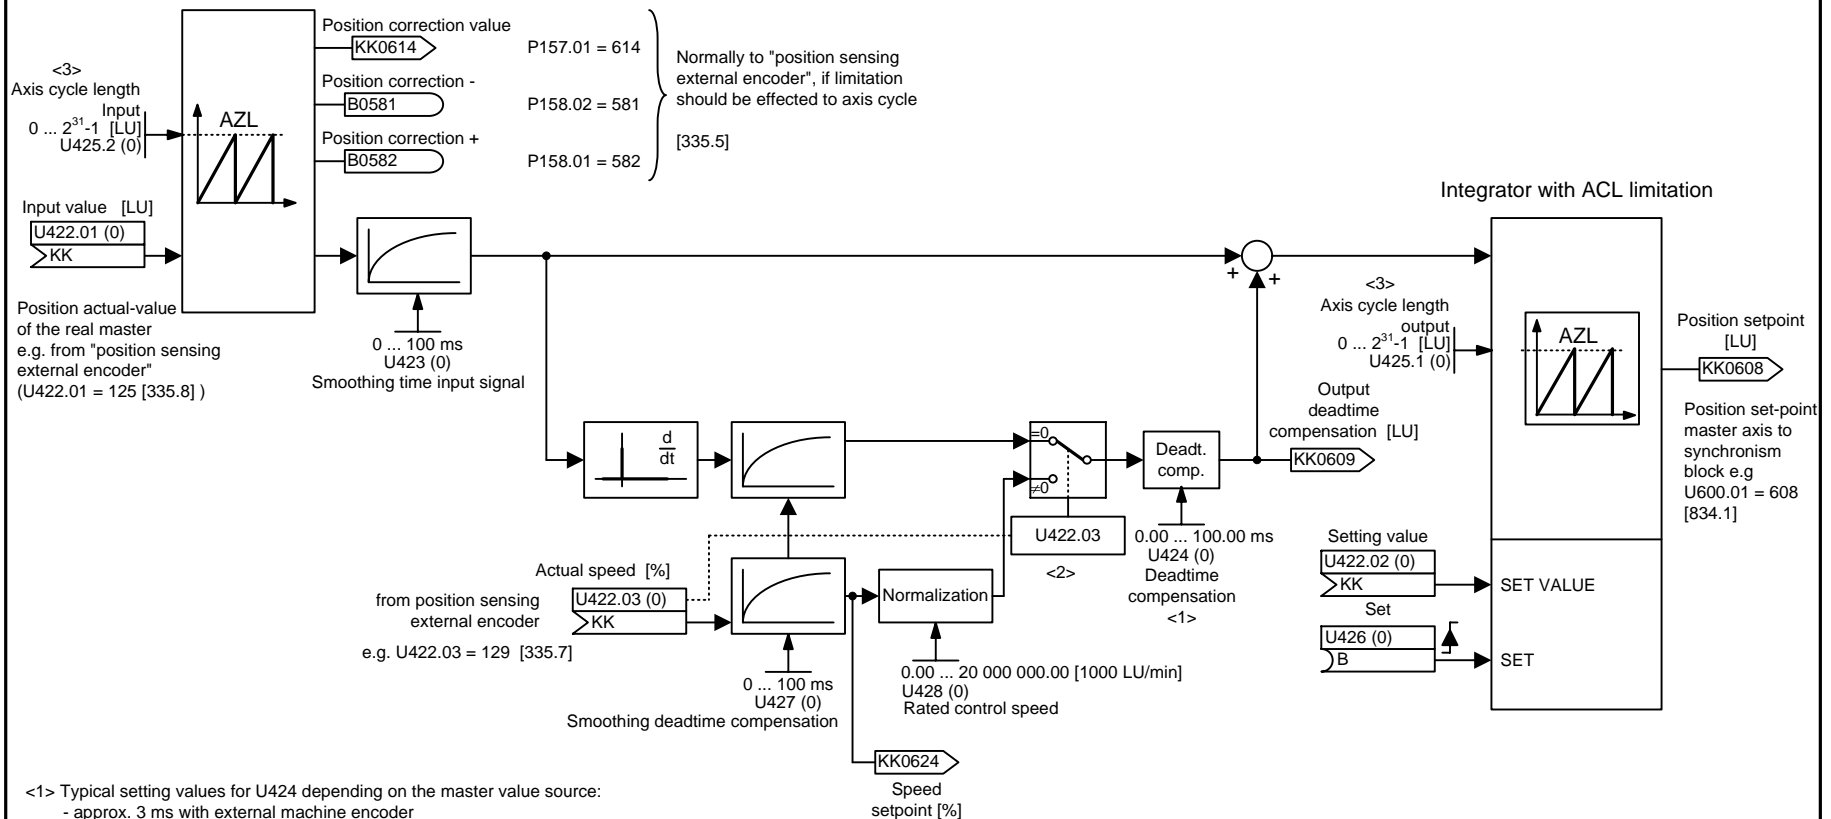 Position correction value
KK0614
P157.01 = 614
<3>
Axis cycle length
Input
0 ... 2³¹-1 [LU]
U425.2 (0)
AZL
Position correction -
B0581
P158.02 = 581
Position correction +
B0582
P158.01 = 582
Normally to "position sensing
external encoder", if limitation
should be effected to axis cycle
[335.5]
Input value [LU]
U422.01 (0)
KK
Position actual-value
of the real master
e.g. from "position sensing
external encoder"
(U422.01 = 125 [335.8] )
0 ... 100 ms
U423 (0)
Smoothing time input signal
+
+
Integrator with ACL limitation
<3>
Axis cycle length
output
0 ... 2³¹-1 [LU]
U425.1 (0)
AZL
Position setpoint
[LU]
KK0608
Position set-point
master axis to
synchronism
block e.g
U600.01 = 608
[834.1]
Output
deadtime
compensation [LU]
KK0609
d
dt
=0
≠0
Deadt.
comp.
U422.03
<2>
0.00 ... 100.00 ms
U424 (0)
Deadtime
compensation
<1>
Actual speed [%]
U422.03 (0)
KK
from position sensing
external encoder
e.g. U422.03 = 129 [335.7]
Normalization
0 ... 100 ms
U427 (0)
Smoothing deadtime compensation
0.00 ... 20 000 000.00 [1000 LU/min]
U428 (0)
Rated control speed
Setting value
U422.02 (0)
KK
SET VALUE
Set
U426 (0)
B
SET
KK0624
Speed
setpoint [%]
<1> Typical setting values for U424 depending on the master value source:
- approx. 3 ms with external machine encoder